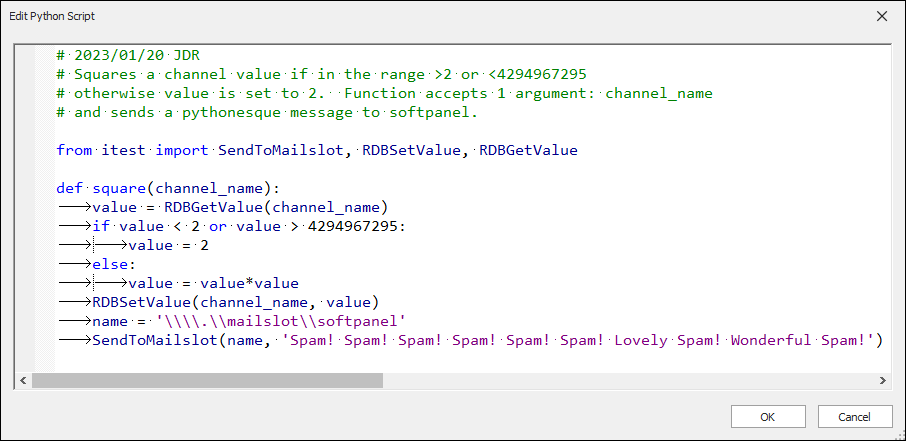 Edit Python Script
# 2023/01/20 JDR
# Squares a channel value if in the range >2 or <4294967295
# otherwise value is set to 2.  Function accepts 1 argument: channel_name
# and sends a pythonesque message to softpanel.
from itest import SendToMailslot, RDBSetValue, RDBGetValue
def square(channel_name):
value = RDBGetValue(channel_name)
if value < 2 or value > 4294967295:
value = 2
else:
value = value*value
RDBSetValue(channel_name, value)
name = '\\\\.\\mailslot\\softpanel'
SendToMailslot(name, 'Spam! Spam! Spam! Spam! Spam! Spam! Lovely Spam! Wonderful Spam!')
OK Cancel